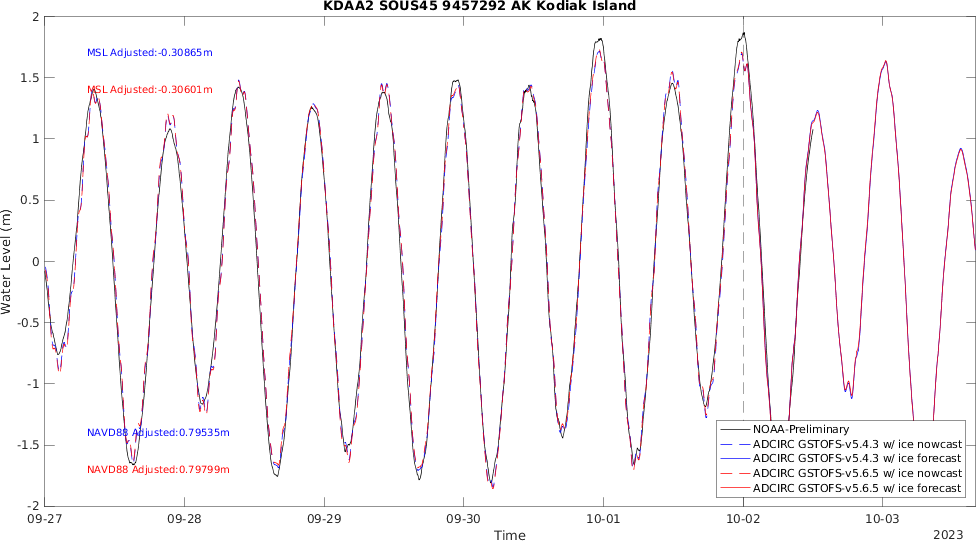 KDAA2 SOUS45 9457292 AK Kodiak Island
2
1.5
1
0.5
0
-0.5
-1
-1.5
-2
Water Level (m)
MSL Adjusted:-0.30865m
MSL Adjusted:-0.30601m
NAVD88 Adjusted:0.79535m
NAVD88 Adjusted:0.79799m
NOAA-Preliminary
ADCIRC GSTOFS-v5.4.3 w/ ice nowcast
ADCIRC GSTOFS-v5.4.3 w/ ice forecast
ADCIRC GSTOFS-v5.6.5 w/ ice nowcast
ADCIRC GSTOFS-v5.6.5 w/ ice forecast
09-27 09-28 09-29 09-30 10-01 10-02 10-03
Time
2023